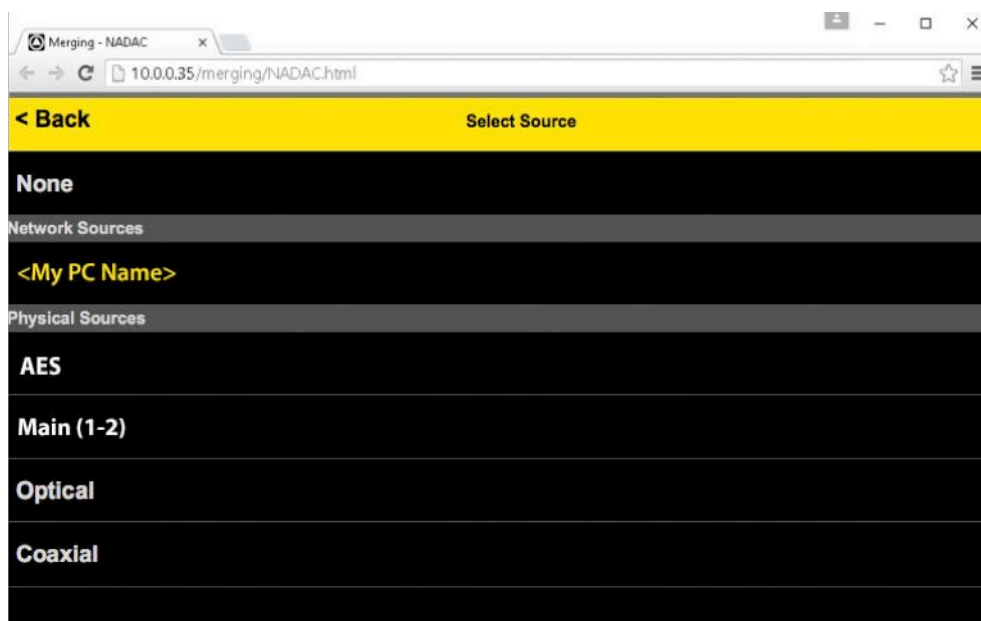 Merging - NADAC
10.0.0.35/merging/NADAC.html
< Back
Select Source
None
Network Sources
<My PC Name>
Physical Sources
AES
Main (1-2)
Optical
Coaxial